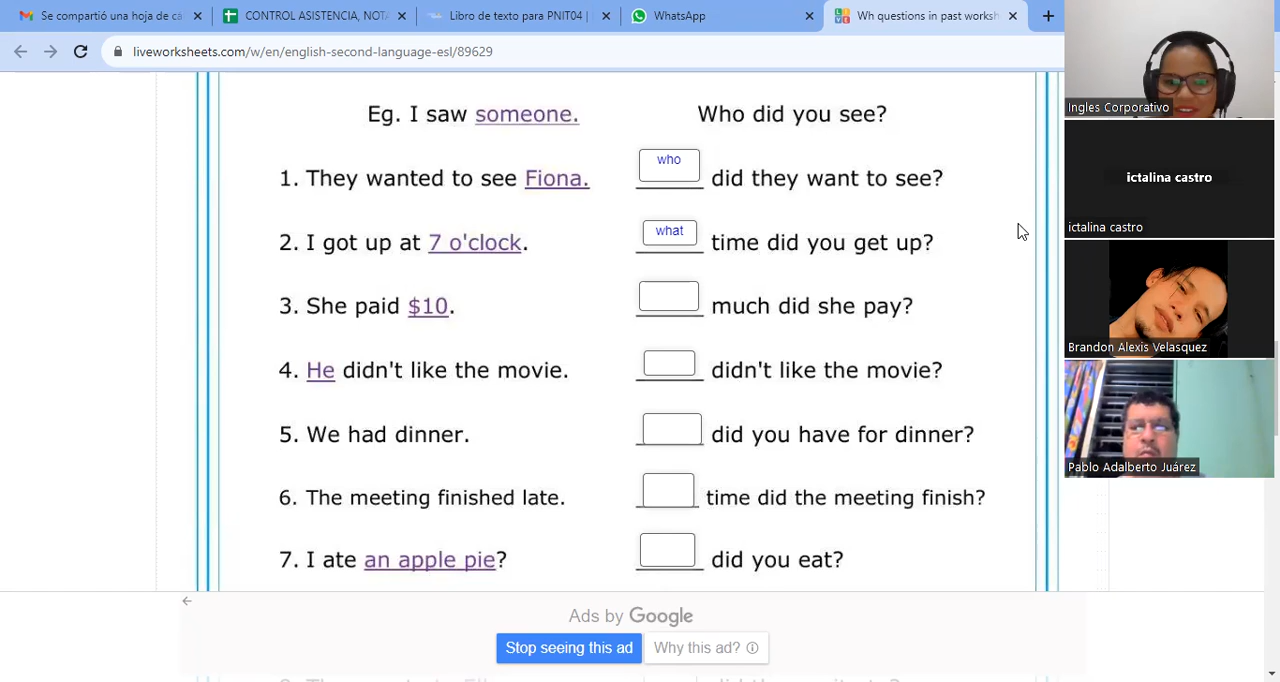 Se compartió una hoja de cá
CONTROL ASISTENCIA, NOTA
Libro de texto para PNIT04 |
WhatsApp
Wh questions in past worksh
liveworksheets.com/w/en/english-second-language-esl/89629
Eg. I saw someone. Who did you see?
1. They wanted to see Fiona. who did they want to see?
2. I got up at 7 o'clock. what time did you get up?
3. She paid $10. much did she pay?
4. He didn't like the movie. didn't like the movie?
5. We had dinner. did you have for dinner?
6. The meeting finished late. time did the meeting finish?
7. I ate an apple pie? did you eat?
Ads by Google
Stop seeing this ad
Why this ad?
Ingles Corporativo
ictalina castro
ictalina castro
Brandon Alexis Velasquez
Pablo Adalberto Juárez